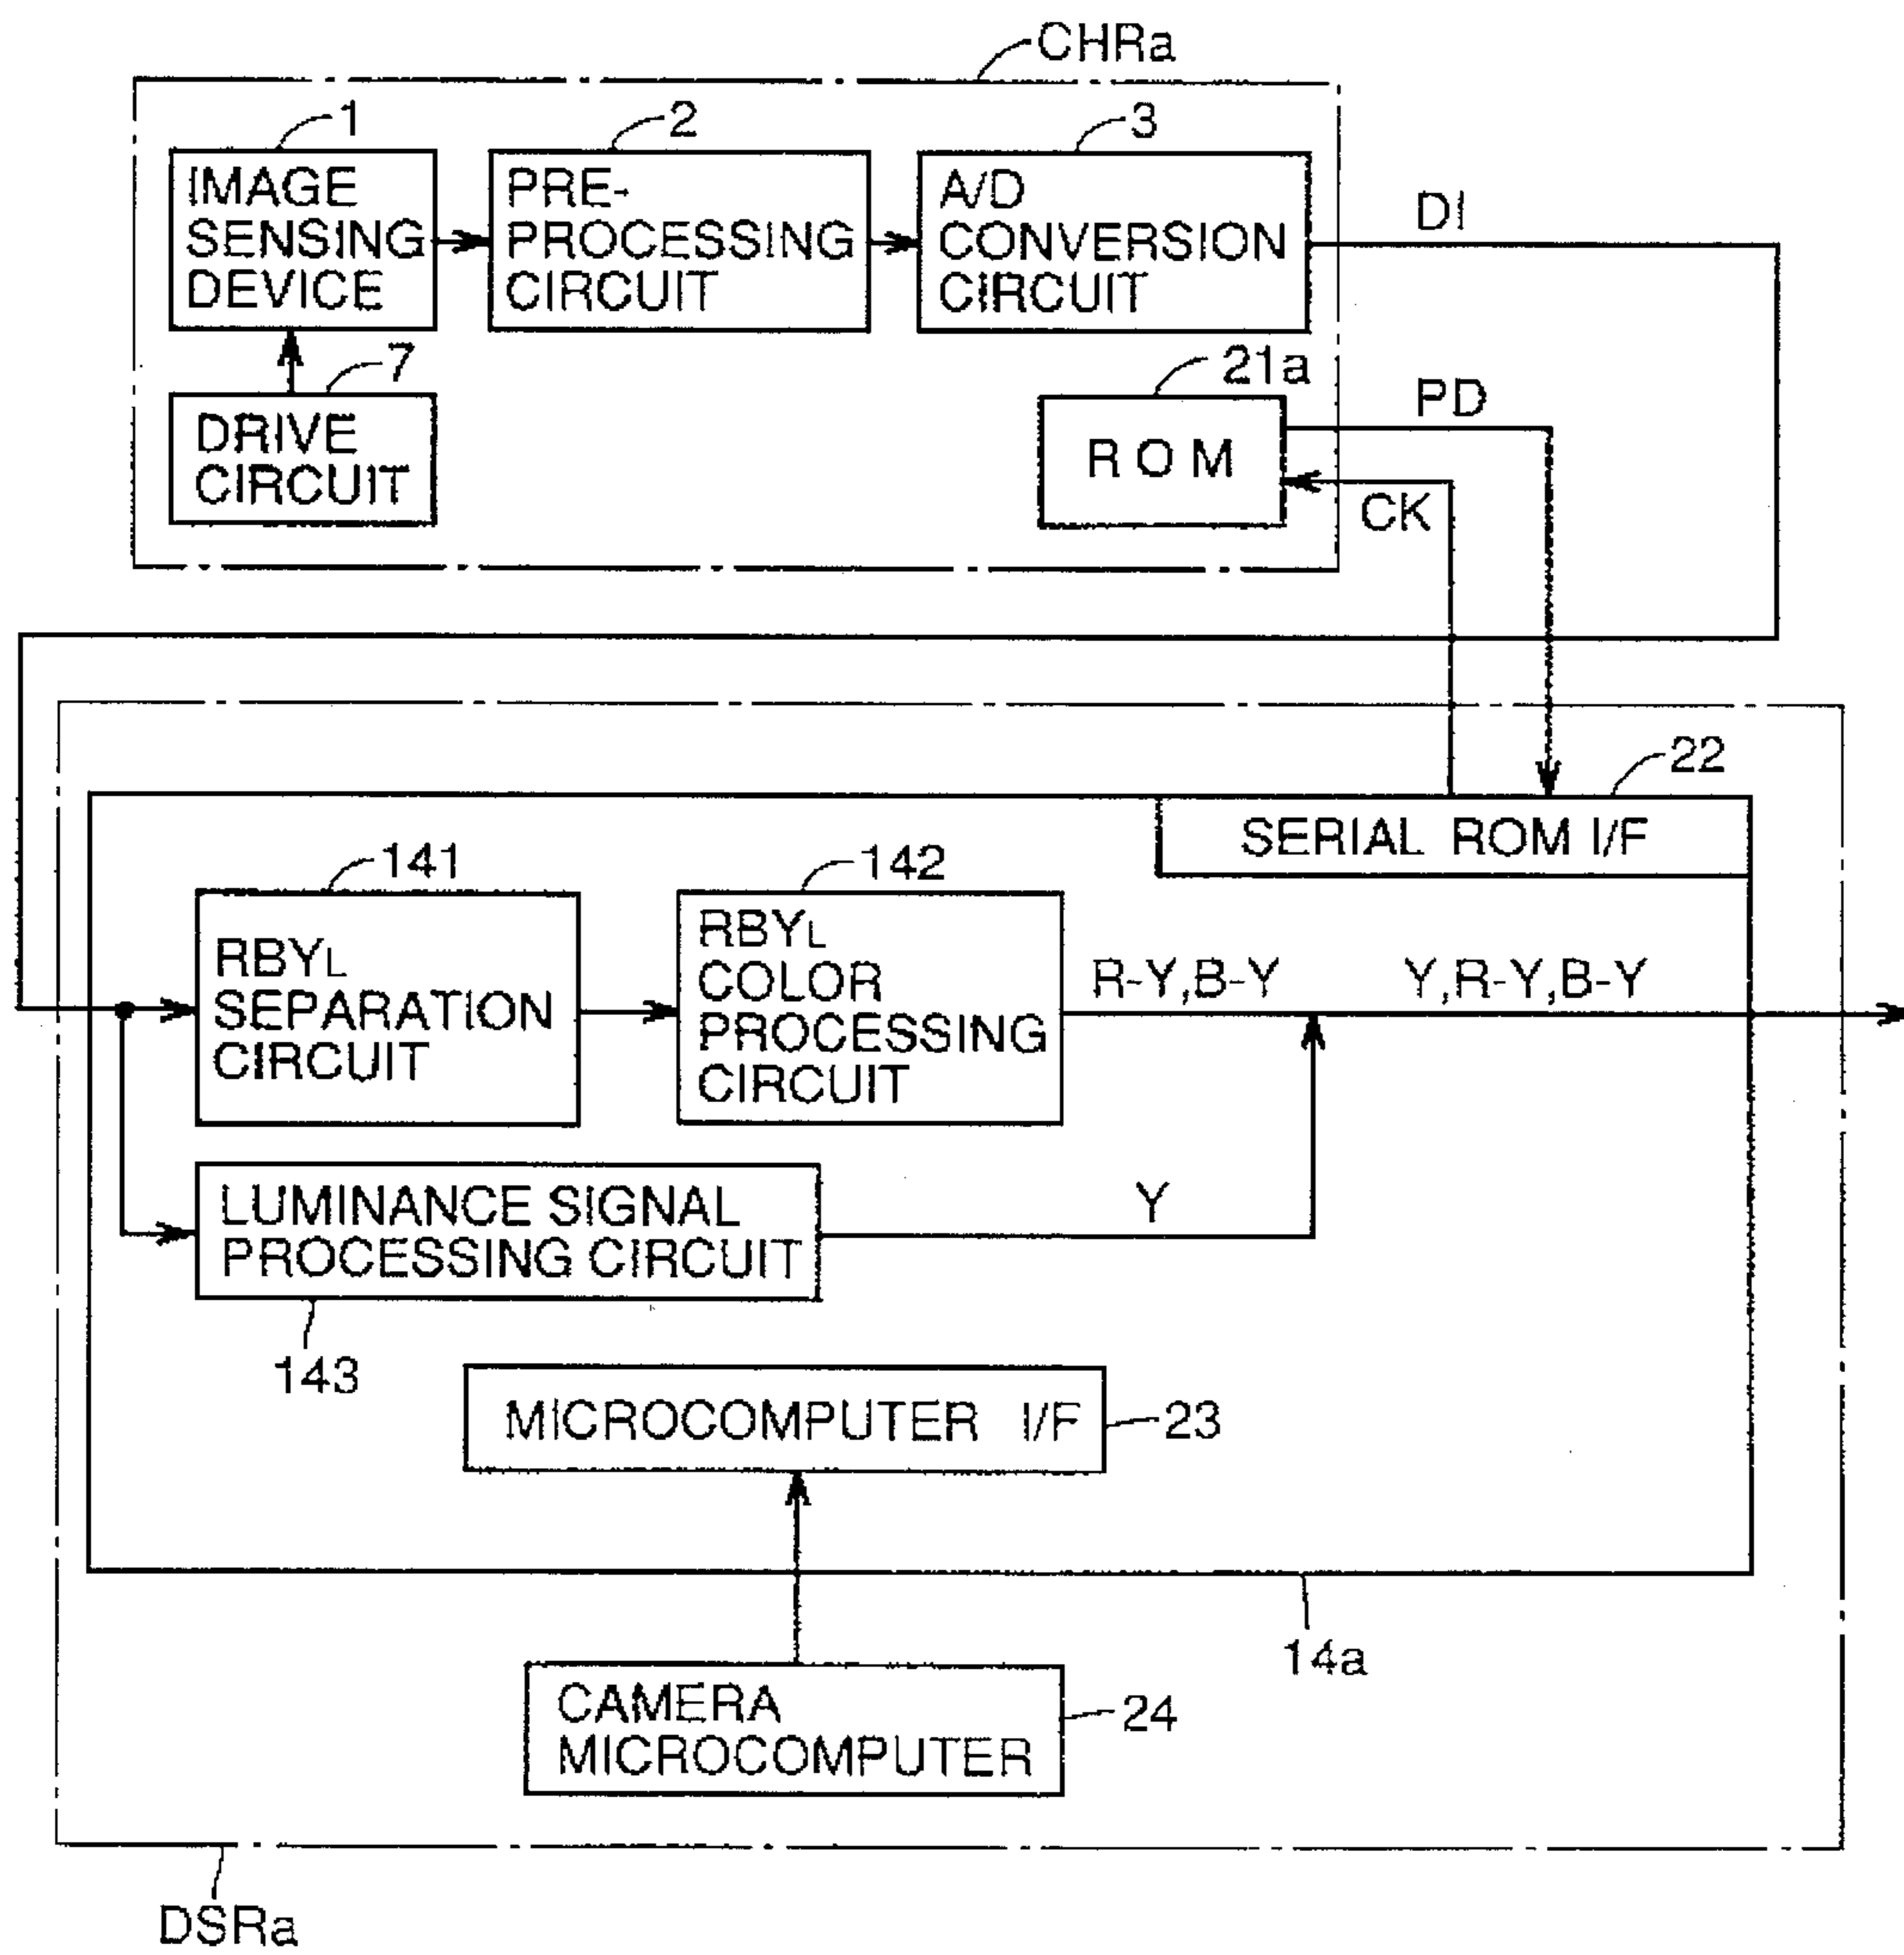 CHRa
1
2
3
IMAGE
SENSING
DEVICE
PRE-
PROCESSING
CIRCUIT
A/D
CONVERSION
CIRCUIT
DI
7
DRIVE
CIRCUIT
21a
ROM
PD
CK
22
SERIAL ROM I/F
141
RBYL
SEPARATION
CIRCUIT
142
RBYL
COLOR
PROCESSING
CIRCUIT
R-Y,B-Y
Y,R-Y,B-Y
LUMINANCE SIGNAL
PROCESSING CIRCUIT
Y
143
MICROCOMPUTER I/F
23
14a
CAMERA
MICROCOMPUTER
24
DSRa